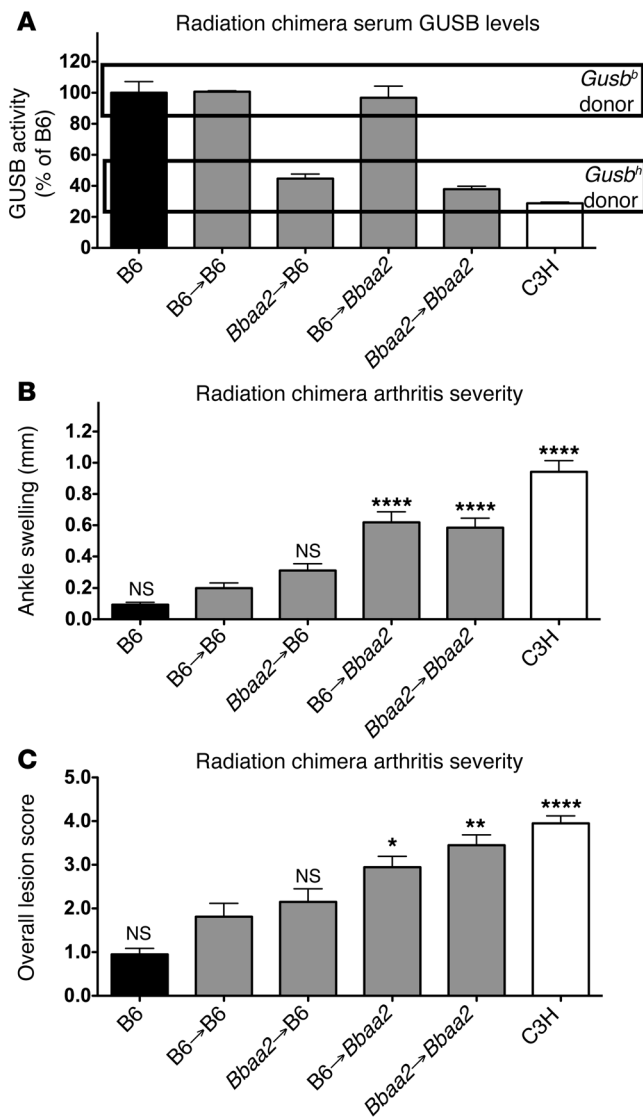 A
Radiation chimera serum GUSB levels
GUSB activity
(% of B6)
120
100
80
60
40
20
0
Gusbᵇ
donor
Gusbʰ
donor
B6
B6→B6
Bbaa2→B6
B6→Bbaa2
Bbaa2→Bbaa2
C3H
B
Radiation chimera arthritis severity
Ankle swelling (mm)
1.2
1.0
0.8
0.6
0.4
0.2
0.0
NS
NS
****
****
****
B6
B6→B6
Bbaa2→B6
B6→Bbaa2
Bbaa2→Bbaa2
C3H
C
Radiation chimera arthritis severity
Overall lesion score
5.0
4.0
3.0
2.0
1.0
0.0
NS
NS
*
**
****
B6
B6→B6
Bbaa2→B6
B6→Bbaa2
Bbaa2→Bbaa2
C3H